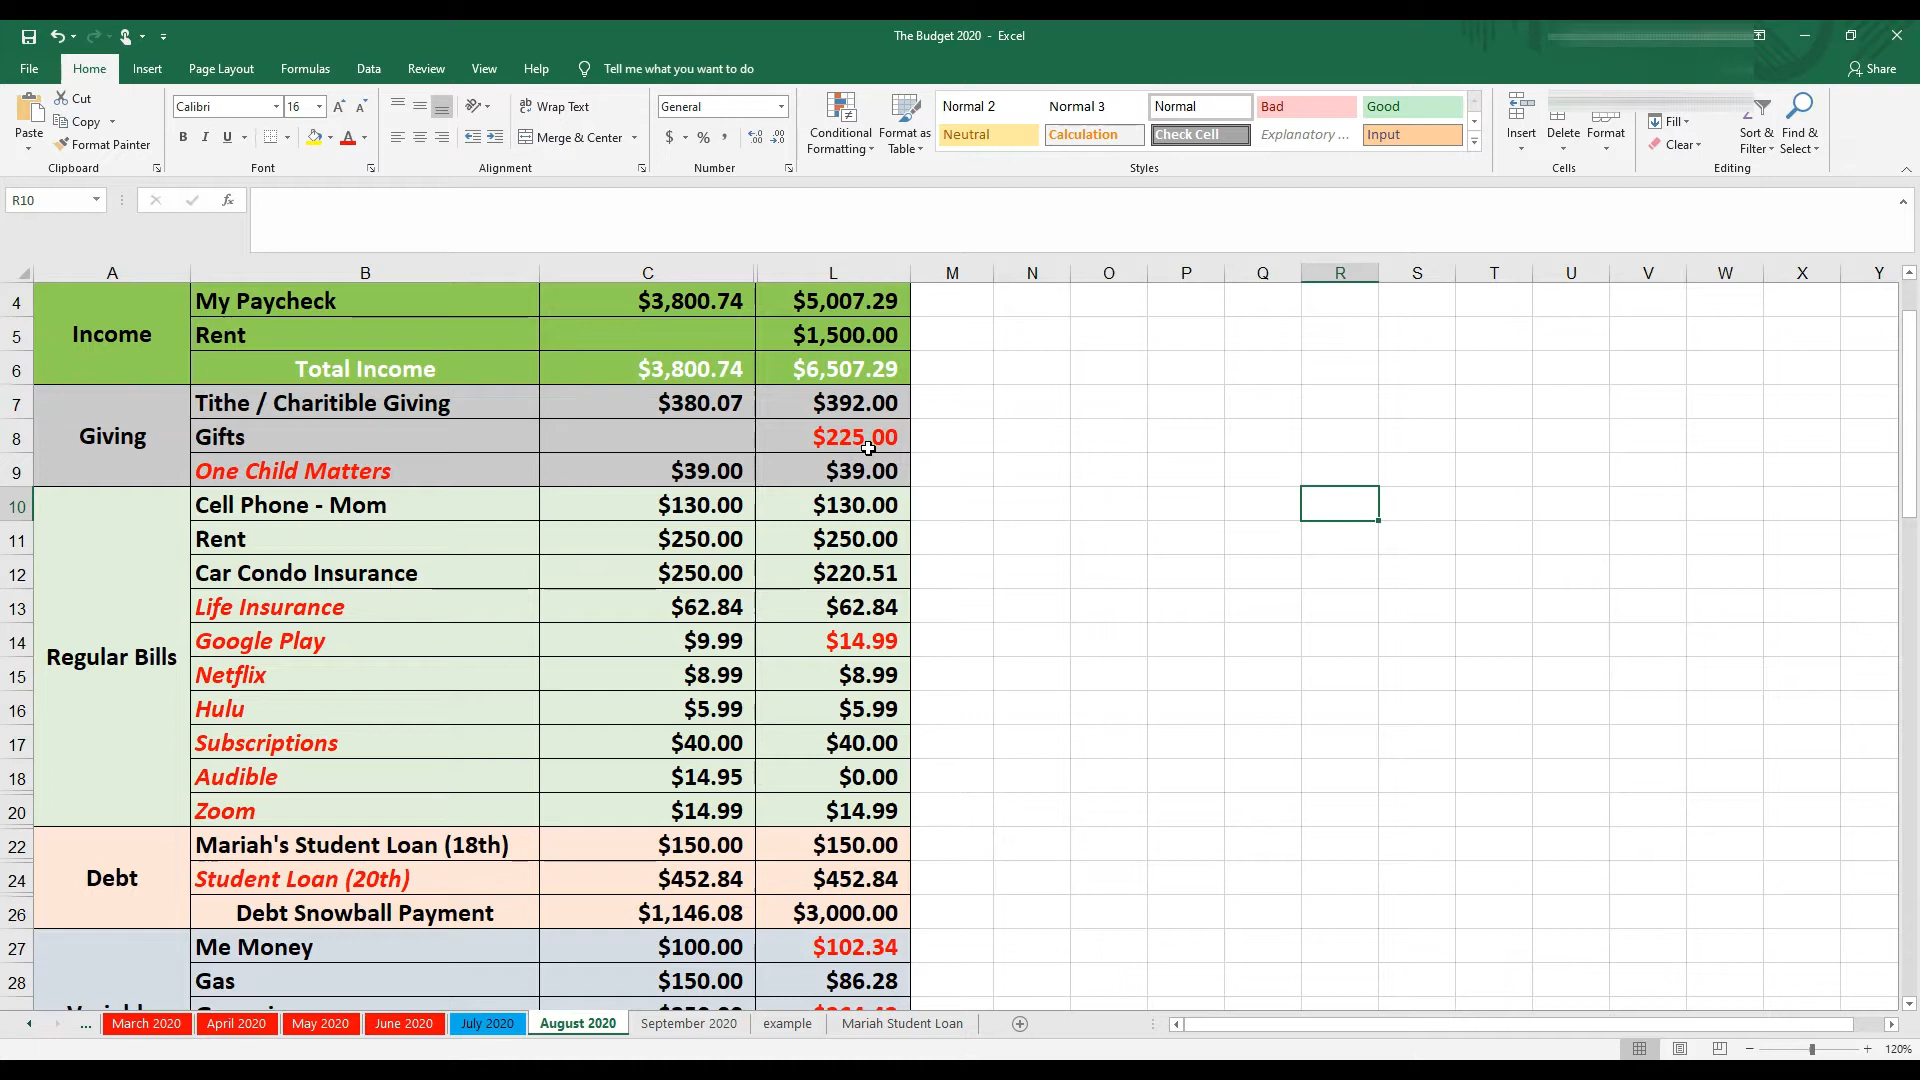 The Budget 2020 - Excel
File Home Insert Page Layout Formulas Data Review View Help Tell me what you want to do Share
Paste Cut Copy Format Painter Clipboard
Calibri 16 B I U A Font
Wrap Text Merge & Center Alignment
General $ % , Number
Conditional Formatting Format as Table
Normal 2 Normal 3 Normal Bad Good
Neutral Calculation Check Cell Explanatory ... Input
Styles
Insert Delete Format Cells
Fill Clear Sort & Filter Find & Select Editing
R10 fx
A B C L M N O P Q R S T U V W X Y
4 My Paycheck $3,800.74 $5,007.29
Income
5 Rent $1,500.00
6 Total Income $3,800.74 $6,507.29
7 Tithe / Charitible Giving $380.07 $392.00
8 Giving Gifts $225.00
9 One Child Matters $39.00 $39.00
10 Cell Phone - Mom $130.00 $130.00
11 Rent $250.00 $250.00
12 Car Condo Insurance $250.00 $220.51
13 Life Insurance $62.84 $62.84
14 Google Play $9.99 $14.99
Regular Bills
15 Netflix $8.99 $8.99
16 Hulu $5.99 $5.99
17 Subscriptions $40.00 $40.00
18 Audible $14.95 $0.00
20 Zoom $14.99 $14.99
22 Mariah's Student Loan (18th) $150.00 $150.00
24 Debt Student Loan (20th) $452.84 $452.84
26 Debt Snowball Payment $1,146.08 $3,000.00
27 Me Money $100.00 $102.34
28 Gas $150.00 $86.28
... March 2020 April 2020 May 2020 June 2020 July 2020 August 2020 September 2020 example Mariah Student Loan
120%